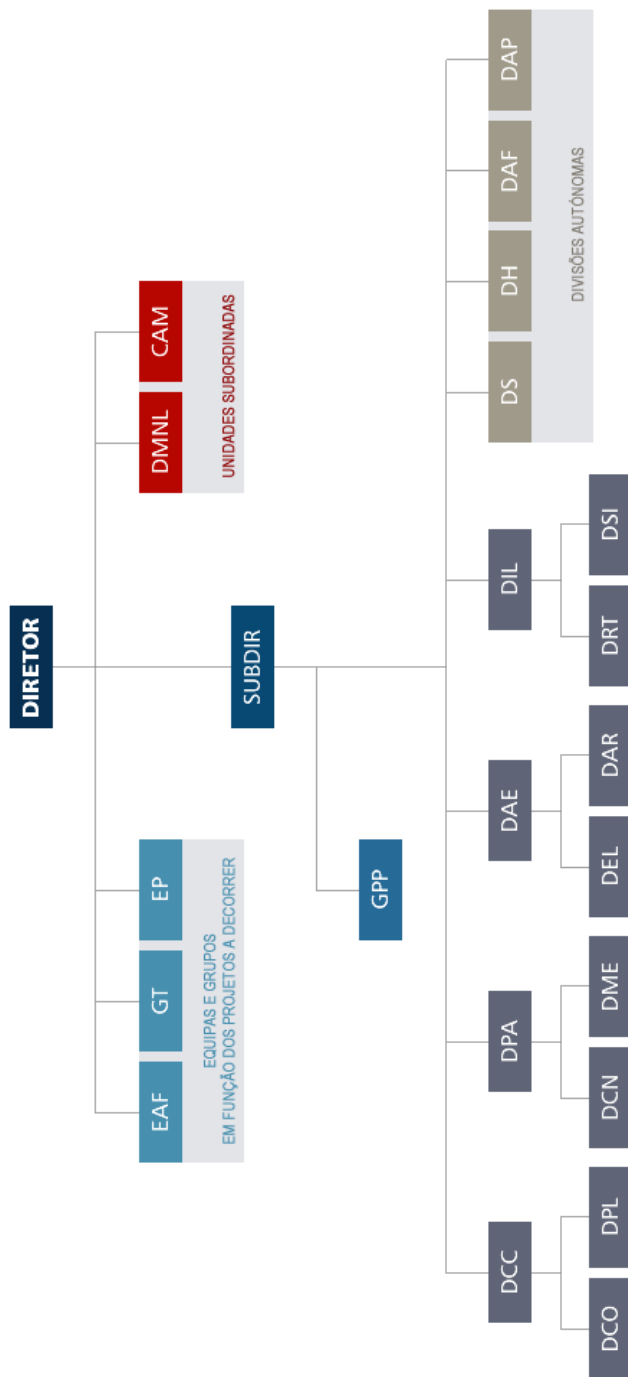 DIRETOR
EAF
GT
EP
EQUIPAS E GRUPOS
EM FUNÇÃO DOS PROJETOS A DECORRER
DMNL
CAM
UNIDADES SUBORDINADAS
SUBDIR
GPP
DCC
DPA
DAE
DIL
DS
DH
DAF
DAP
DIVISÕES AUTÓNOMAS
DCO
DPL
DCN
DME
DEL
DAR
DRT
DSI